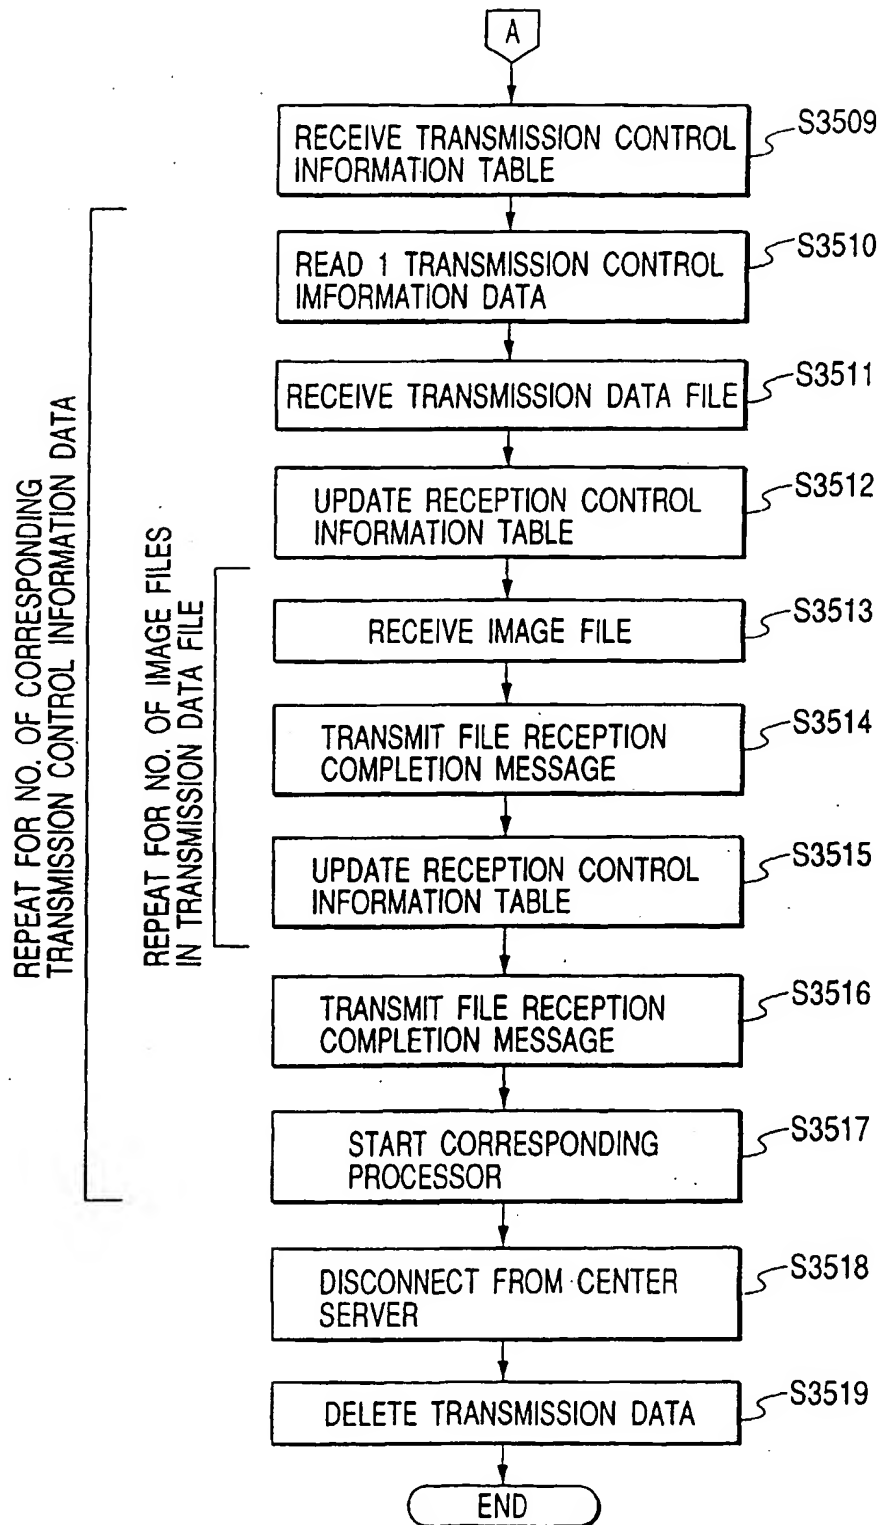 A
RECEIVE TRANSMISSION CONTROL
INFORMATION TABLE
S3509
READ 1 TRANSMISSION CONTROL
IMFORMATION DATA
S3510
RECEIVE TRANSMISSION DATA FILE
S3511
UPDATE RECEPTION CONTROL
INFORMATION TABLE
S3512
RECEIVE IMAGE FILE
S3513
TRANSMIT FILE RECEPTION
COMPLETION MESSAGE
S3514
UPDATE RECEPTION CONTROL
INFORMATION TABLE
S3515
TRANSMIT FILE RECEPTION
COMPLETION MESSAGE
S3516
START CORRESPONDING
PROCESSOR
S3517
DISCONNECT FROM CENTER
SERVER
S3518
DELETE TRANSMISSION DATA
S3519
END
REPEAT FOR NO. OF CORRESPONDING
TRANSMISSION CONTROL INFORMATION DATA
REPEAT FOR NO. OF IMAGE FILES
IN TRANSMISSION DATA FILE